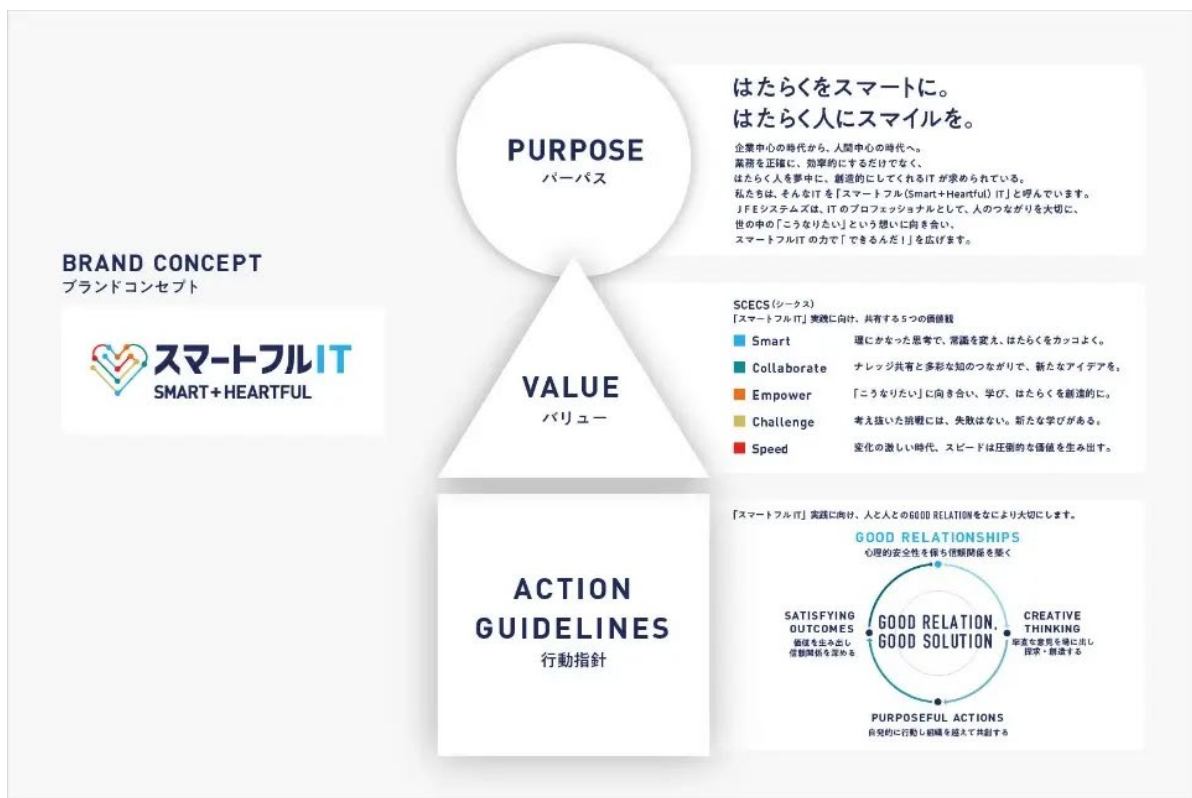 BRAND CONCEPT
ブランドコンセプト
スマートフルIT
SMART+HEARTFUL
PURPOSE
パーパス
はたらくをスマートに。
はたらく人にスマイルを。
企業中心の時代から、人間中心の時代へ。
業務を正確に、効率的にするだけでなく、
はたらく人を夢中に、創造的にしてくれるITが求められている。
私たちは、そんなITを「スマートフル(Smart+Heartful) IT」と呼んでいます。
JFEシステムズは、ITのプロフェッショナルとして、人のつながりを大切に、
世の中の「こうなりたい」という想いに向き合い、
スマートフルITの力で「できるんだ!」を広げます。
VALUE
バリュー
SCECS(シークス)
「スマートフルIT」実践に向け、共有する5つの価値観
Smart 理にかなった思考で、常識を変え、はたらくをカッコよく。
Collaborate ナレッジ共有と多彩な知のつながりで、新たなアイデアを。
Empower 「こうなりたい」に向き合い、学び、はたらくを創造的に。
Challenge 考え抜いた挑戦には、失敗はない。新たな学びがある。
Speed 変化の激しい時代、スピードは圧倒的な価値を生み出す。
ACTION
GUIDELINES
行動指針
「スマートフルIT」実践に向け、人と人とのGOOD RELATIONをなにより大切にします。
GOOD RELATIONSHIPS
心理的安全性を保ち信頼関係を築く
SATISFYING
OUTCOMES
価値を生み出し
信頼関係を深める
GOOD RELATION,
GOOD SOLUTION
CREATIVE
THINKING
率直な意見を場に出し
探求・創造する
PURPOSEFUL ACTIONS
自発的に行動し組織を越えて共創する